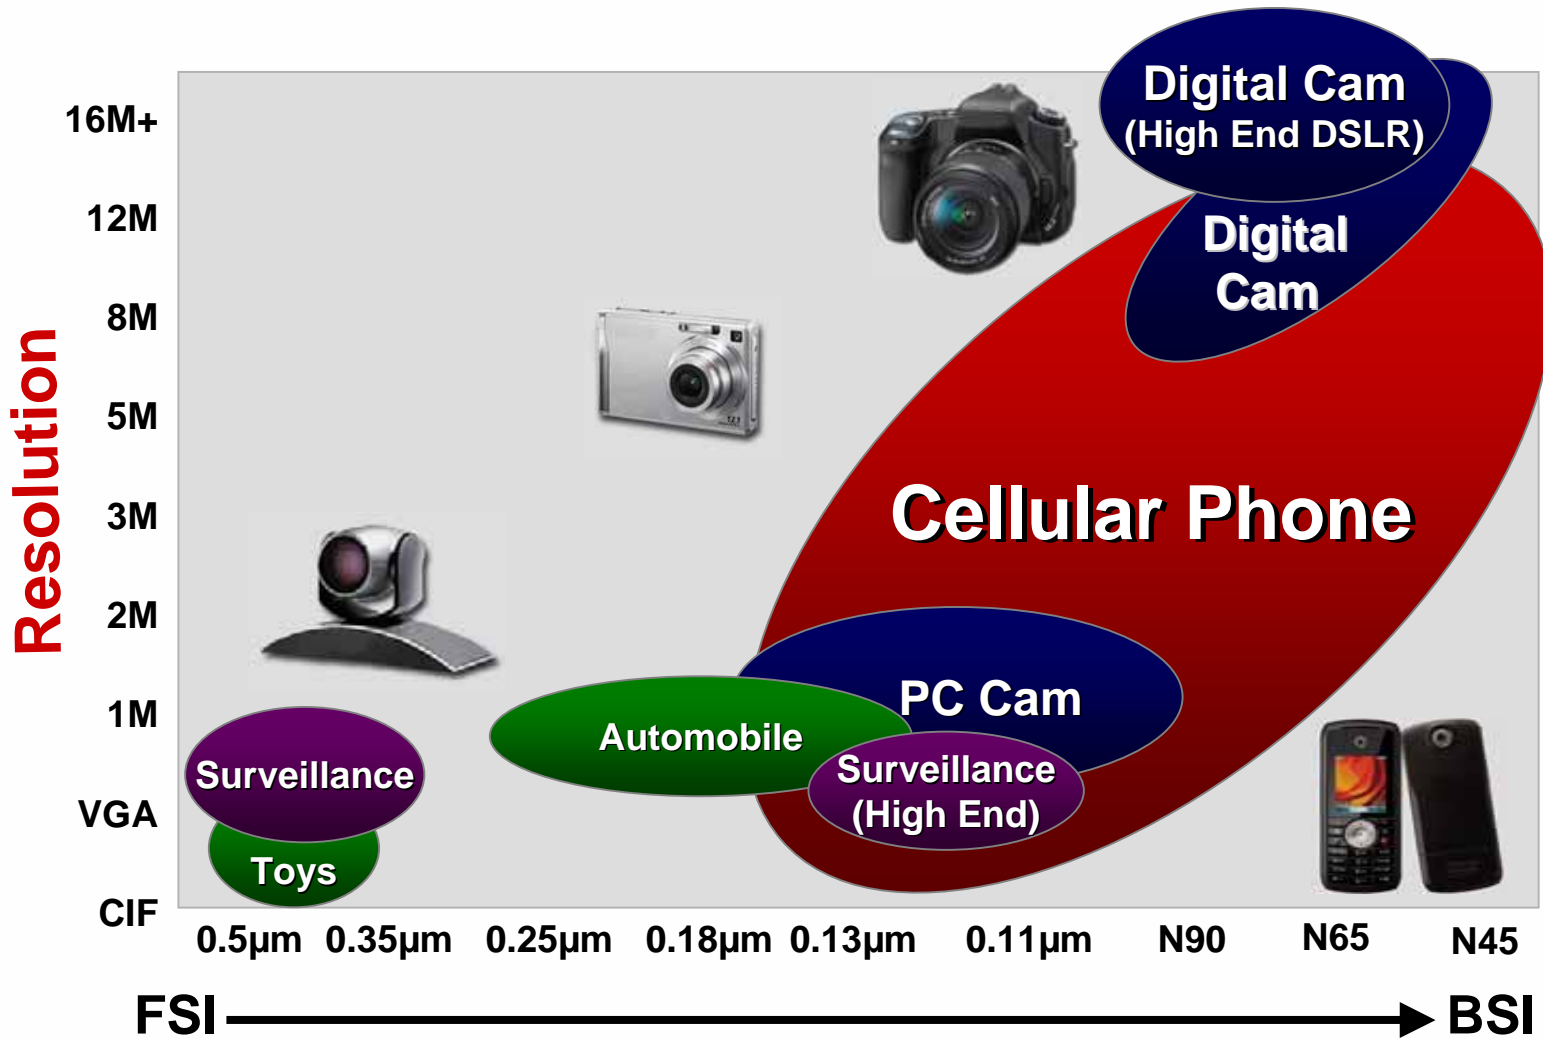 Digital Cam
(High End DSLR)
16M+
12M
Digital
Cam
8M
5M
Resolution
Cellular Phone
3M
2M
1M
PC Cam
Automobile
Surveillance
Surveillance
(High End)
VGA
Toys
CIF
0.5µm 0.35µm 0.25µm 0.18µm 0.13µm 0.11µm N90 N65 N45
FSI BSI